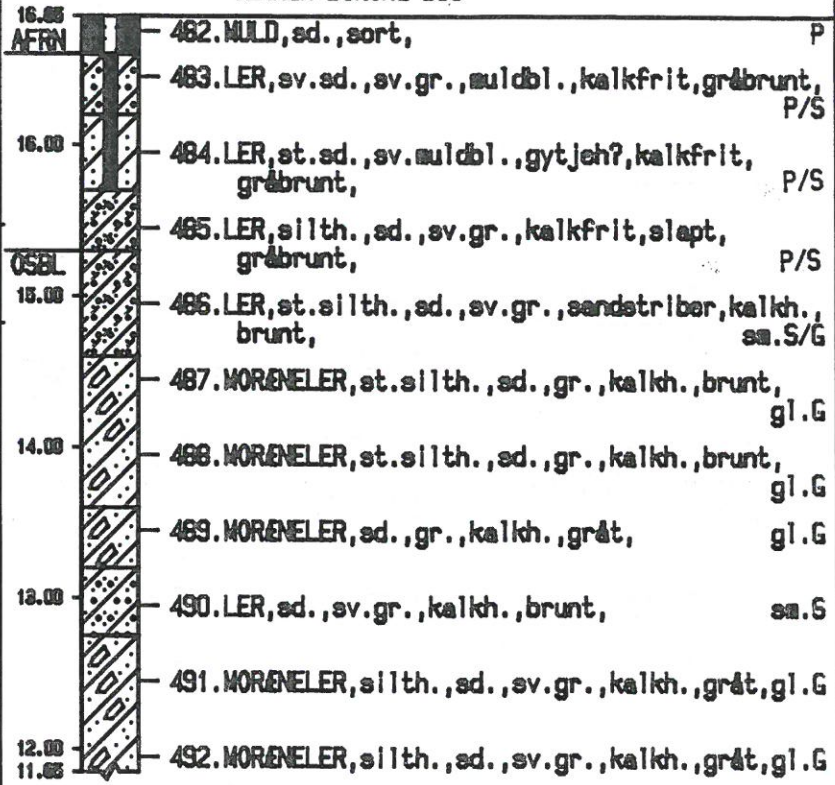 16.65
AFRN
482.MULD,sd.,sort, P
483.LER,sv.sd.,sv.gr.,muldbl.,kalkfrit,gråbrunt,
P/S
16.00
484.LER,st.sd.,sv.muldbl.,gytjeh?,kalkfrit,
gråbrunt, P/S
485.LER,silth.,sd.,sv.gr.,kalkfrit,slapt,
gråbrunt, P/S
OSBL
15.00
486.LER,st.silth.,sd.,sv.gr.,sandstriber,kalkh.,
brunt, sm.S/G
487.MORÆNELER,st.silth.,sd.,gr.,kalkh.,brunt,
gl.G
14.00
488.MORÆNELER,st.silth.,sd.,gr.,kalkh.,brunt,
gl.G
489.MORÆNELER,sd.,gr.,kalkh.,gråt, gl.G
13.00
490.LER,sd.,sv.gr.,kalkh.,brunt, sm.S
491.MORÆNELER,silth.,sd.,sv.gr.,kalkh.,gråt,gl.G
12.00
492.MORÆNELER,silth.,sd.,sv.gr.,kalkh.,gråt,gl.G
11.65